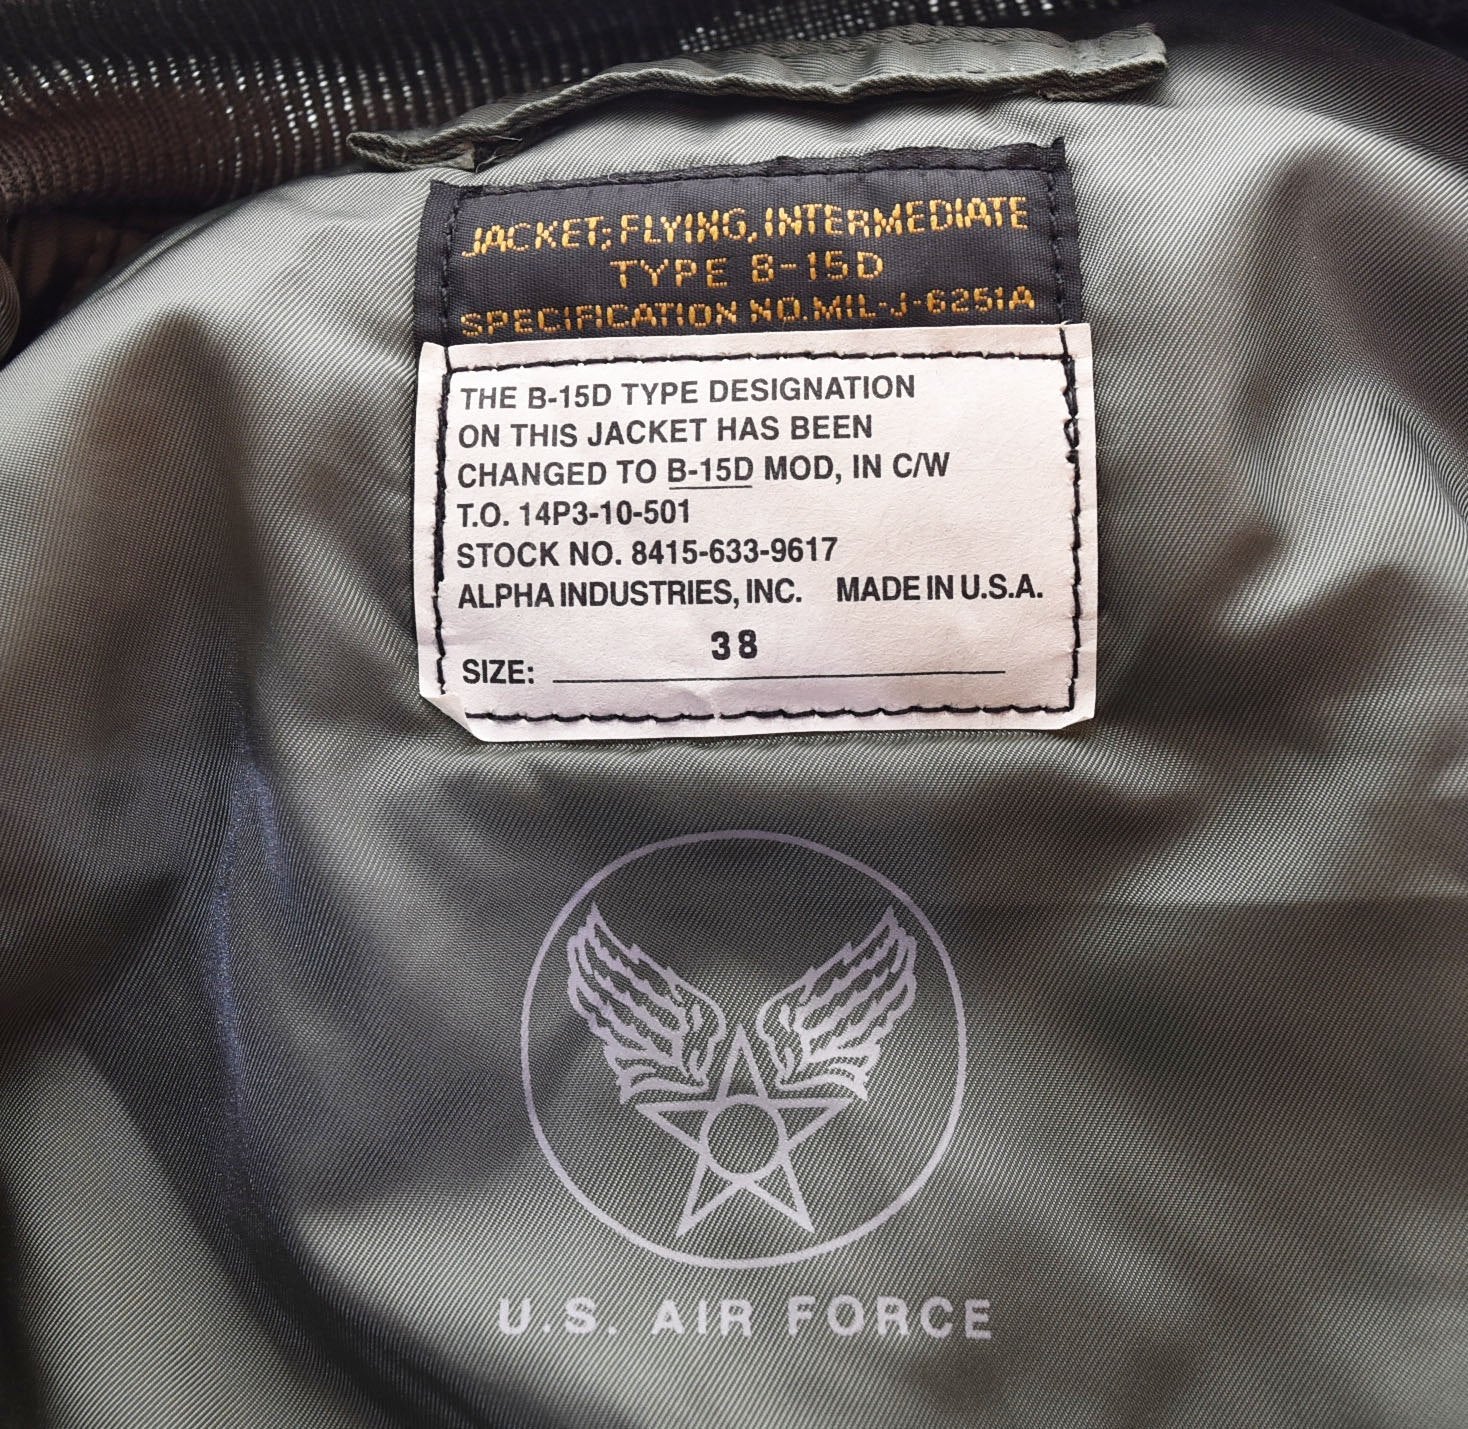 JACKET; FLYING, INTERMEDIATE
TYPE B-15D
SPECIFICATION NO. MIL-J-6251A
THE B-15D TYPE DESIGNATION
ON THIS JACKET HAS BEEN
CHANGED TO B-15D MOD, IN C/W
T.O. 14P3-10-501
STOCK NO. 8415-633-9617
ALPHA INDUSTRIES, INC. MADE IN U.S.A.
38
SIZE:
U.S. AIR FORCE